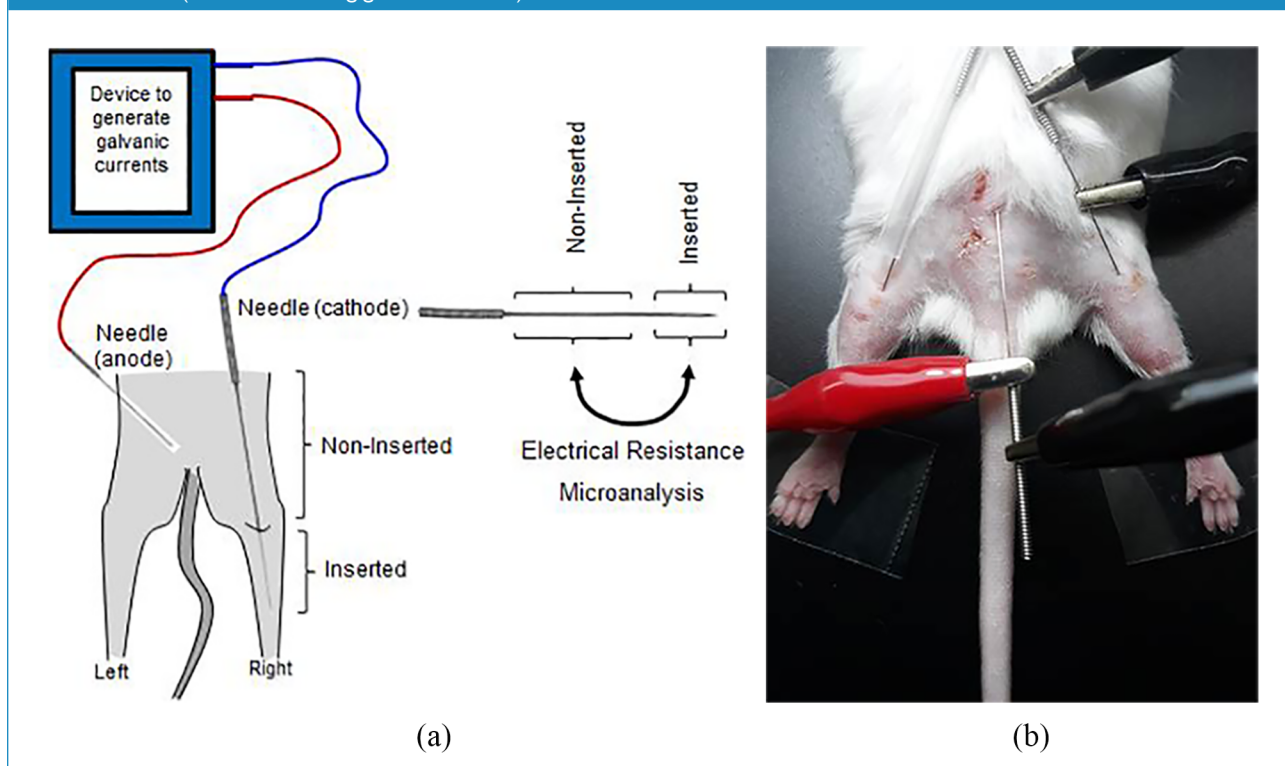 Device to
generate
galvanic
currents
Non-Inserted
Inserted
Needle (cathode)
Needle
(anode)
Non-Inserted
Electrical Resistance
Microanalysis
Inserted
Left
Right
(a)
(b)